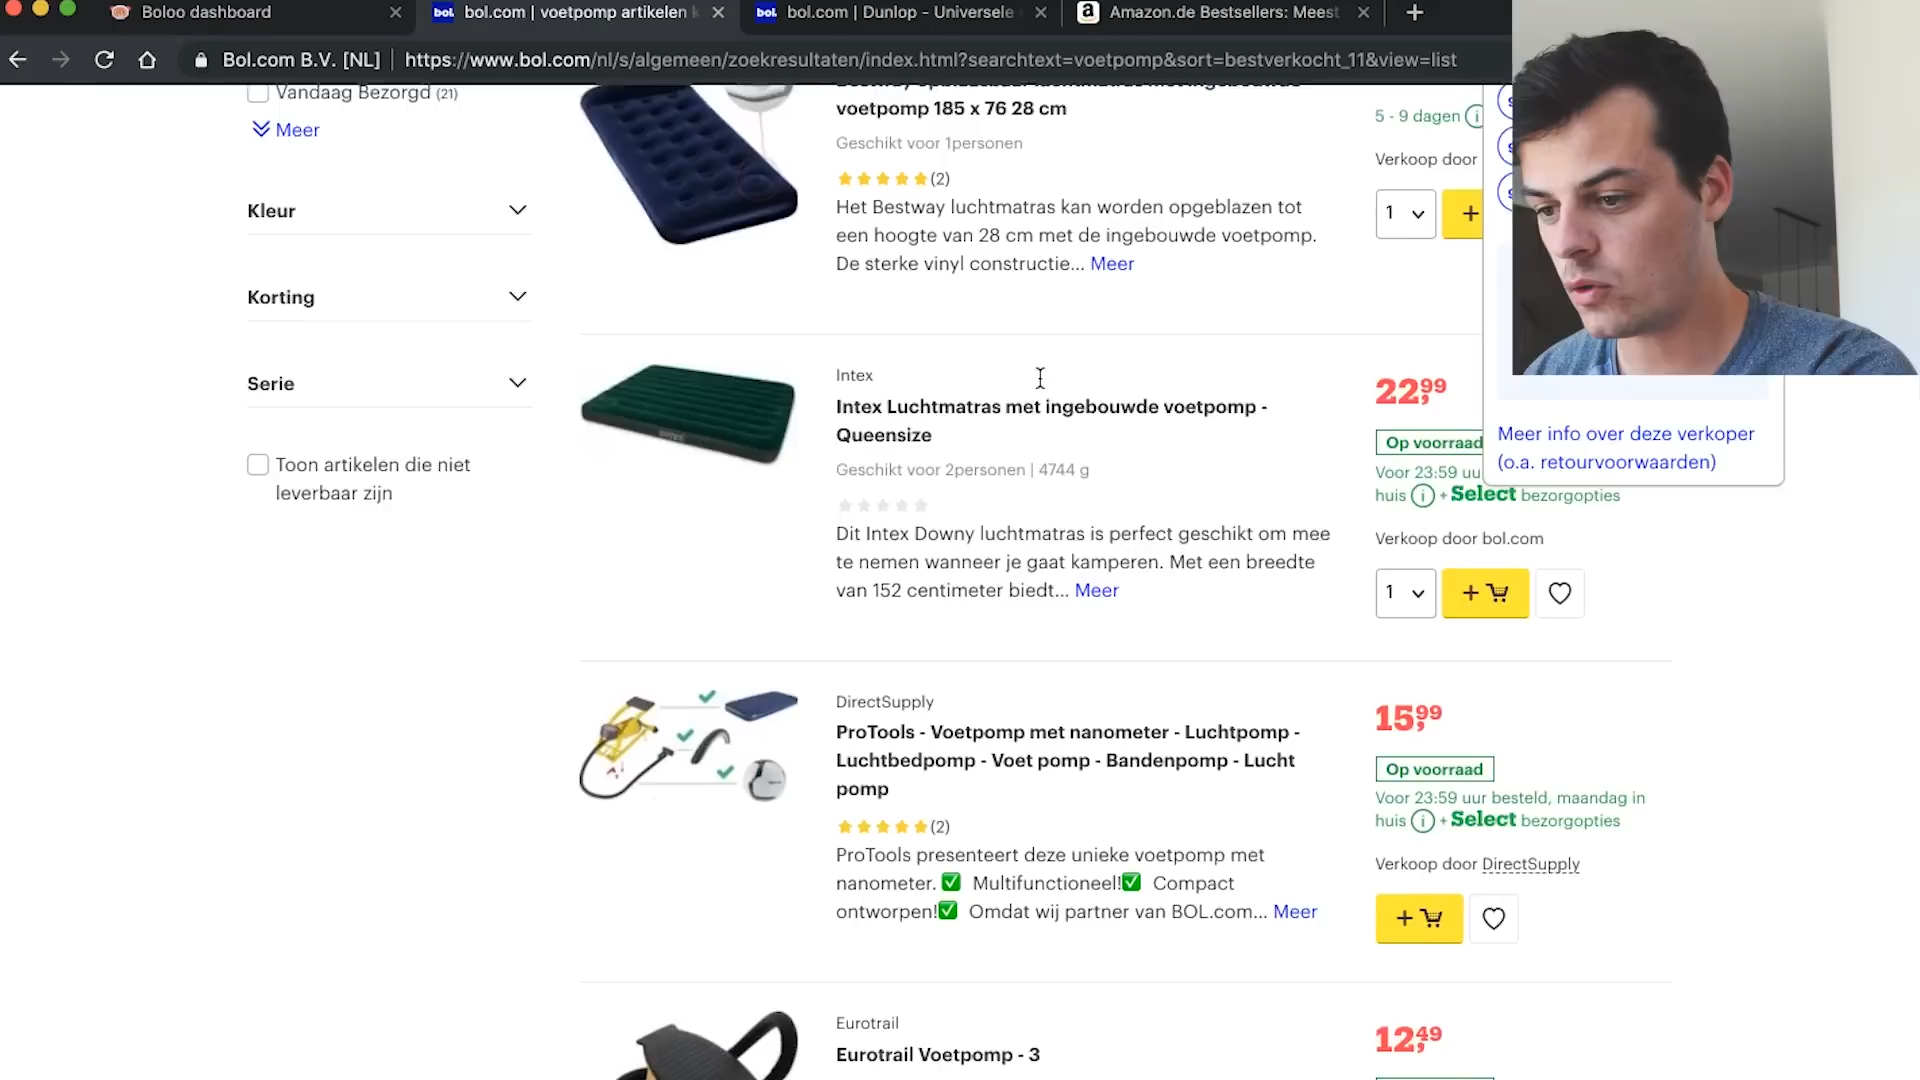 Boloo dashboard
bol. bol.com | voetpomp artikelen k
bol. bol.com | Dunlop - Universele
a Amazon.de Bestsellers: Meest
Bol.com B.V. [NL] https://www.bol.com/nl/s/algemeen/zoekresultaten/index.html?searchtext=voetpomp&sort=bestverkocht_11&view=list
Vandaag Bezorgd (21)
Meer
Kleur
Korting
Serie
Toon artikelen die niet
leverbaar zijn
voetpomp 185 x 76 28 cm
Geschikt voor 1personen
(2)
Het Bestway luchtmatras kan worden opgeblazen tot
een hoogte van 28 cm met de ingebouwde voetpomp.
De sterke vinyl constructie... Meer
5 - 9 dagen i
Verkoop door
1 +
Meer info over deze verkoper
(o.a. retourvoorwaarden)
Intex
Intex Luchtmatras met ingebouwde voetpomp -
Queensize
Geschikt voor 2personen | 4744 g
Dit Intex Downy luchtmatras is perfect geschikt om mee
te nemen wanneer je gaat kamperen. Met een breedte
van 152 centimeter biedt... Meer
22,99
Op voorraad
Voor 23:59 uu
huis i + Select bezorgopties
Verkoop door bol.com
1 +
DirectSupply
ProTools - Voetpomp met nanometer - Luchtpomp -
Luchtbedpomp - Voet pomp - Bandenpomp - Lucht
pomp
(2)
ProTools presenteert deze unieke voetpomp met
nanometer. ✅ Multifunctioneel!✅ Compact
ontworpen!✅ Omdat wij partner van BOL.com... Meer
15,99
Op voorraad
Voor 23:59 uur besteld, maandag in
huis i + Select bezorgopties
Verkoop door DirectSupply
+
Eurotrail
Eurotrail Voetpomp - 3
12,49